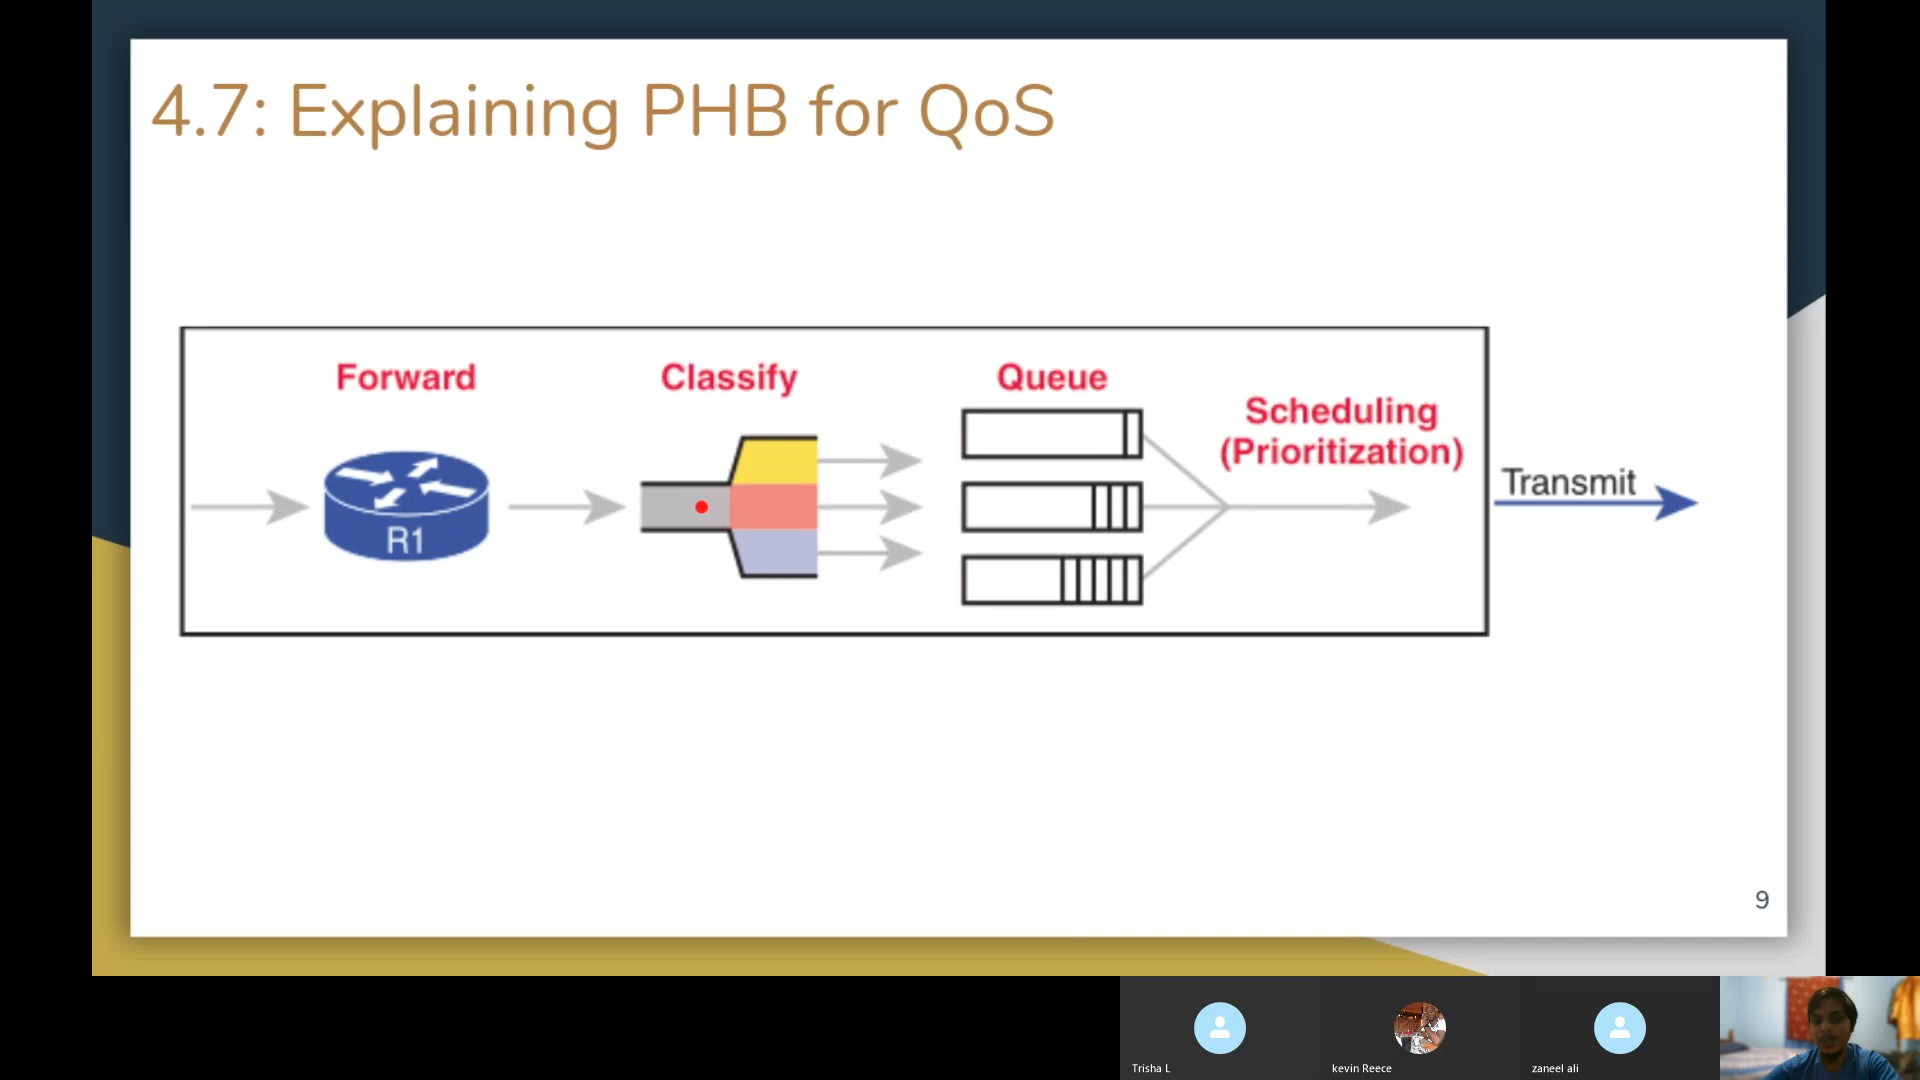 4.7: Explaining PHB for QoS
Forward
Classify
Queue
Scheduling
(Prioritization)
Transmit
R1
9
Trisha L
kevin Reece
zaneel ali